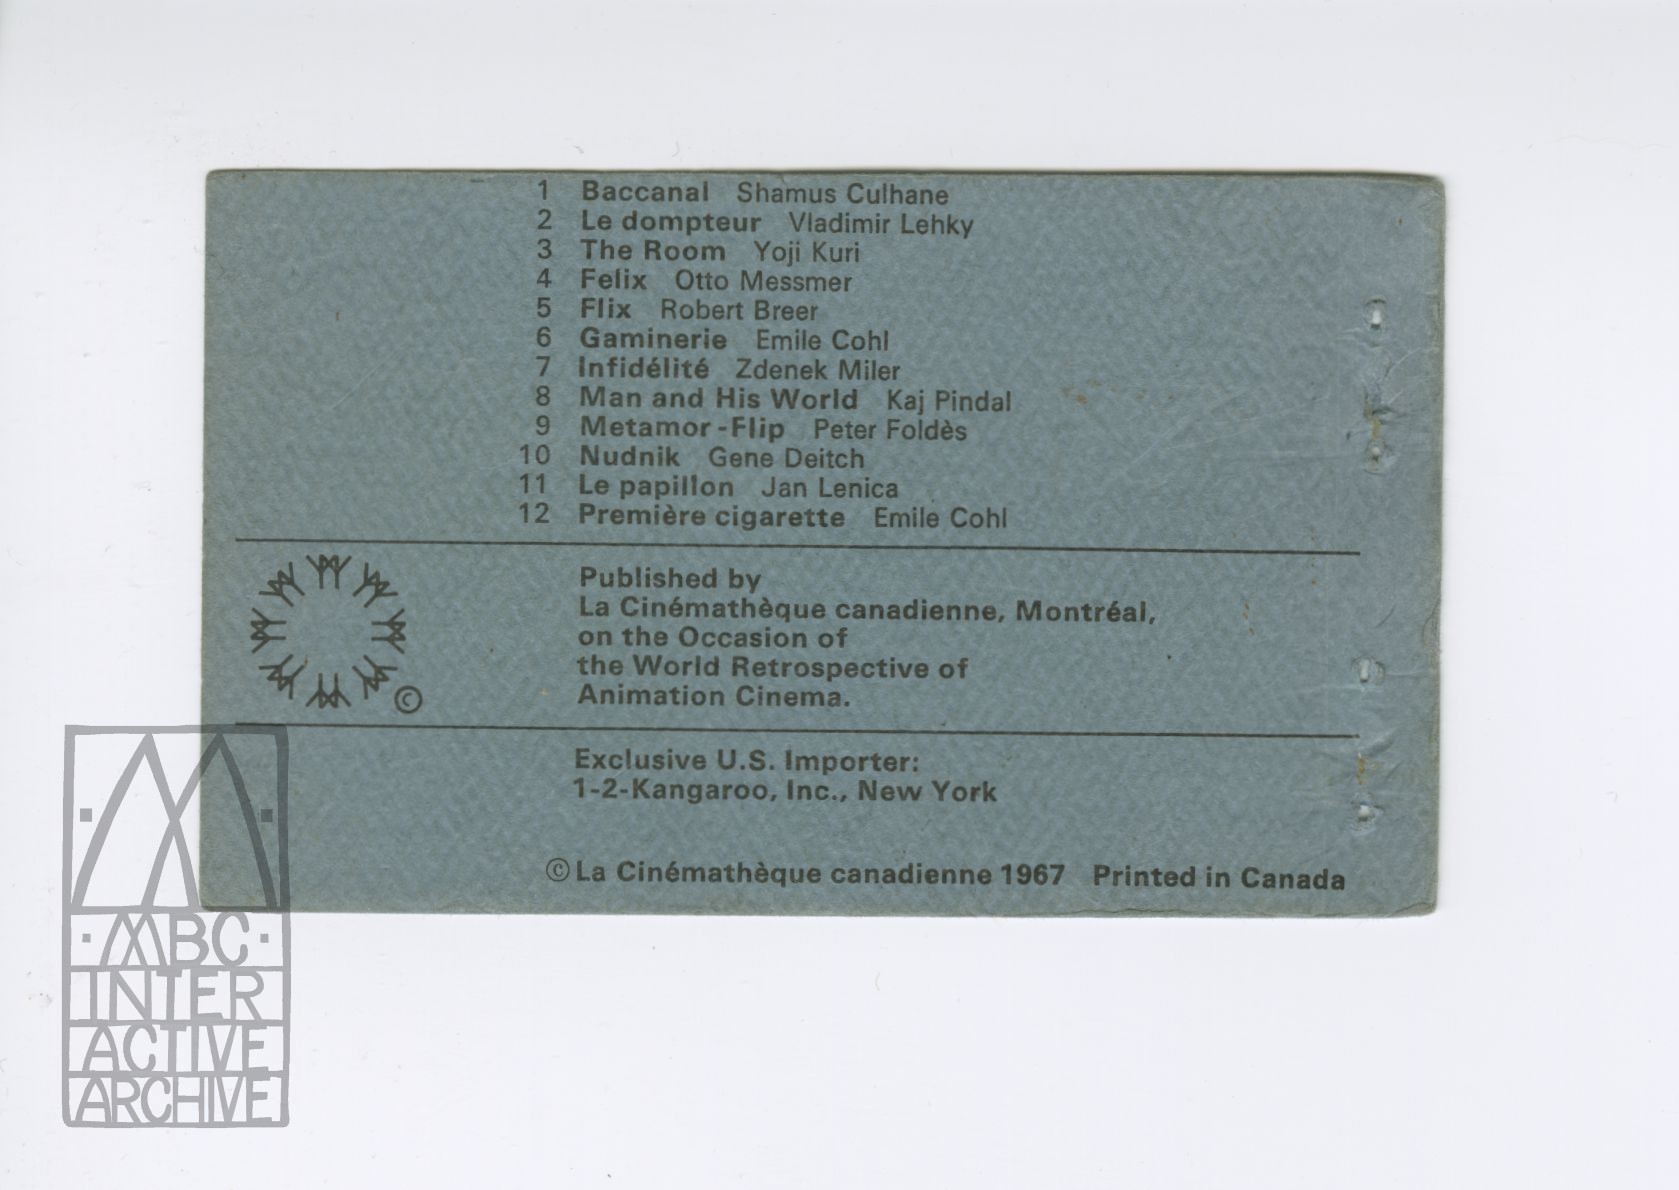 1 Baccanal Shamus Culhane
2 Le dompteur Vladimir Lehky
3 The Room Yoji Kuri
4 Felix Otto Messmer
5 Flix Robert Breer
6 Gaminerie Emile Cohl
7 Infidélité Zdenek Miler
8 Man and His World Kaj Pindal
9 Metamor-Flip Peter Foldès
10 Nudnik Gene Deitch
11 Le papillon Jan Lenica
12 Première cigarette Emile Cohl
©
Published by
La Cinémathèque canadienne, Montréal,
on the Occasion of
the World Retrospective of
Animation Cinema.
Exclusive U.S. Importer:
1-2-Kangaroo, Inc., New York
© La Cinémathèque canadienne 1967 Printed in Canada
·ABC·
INTER
ACTIVE
ARCHIVE